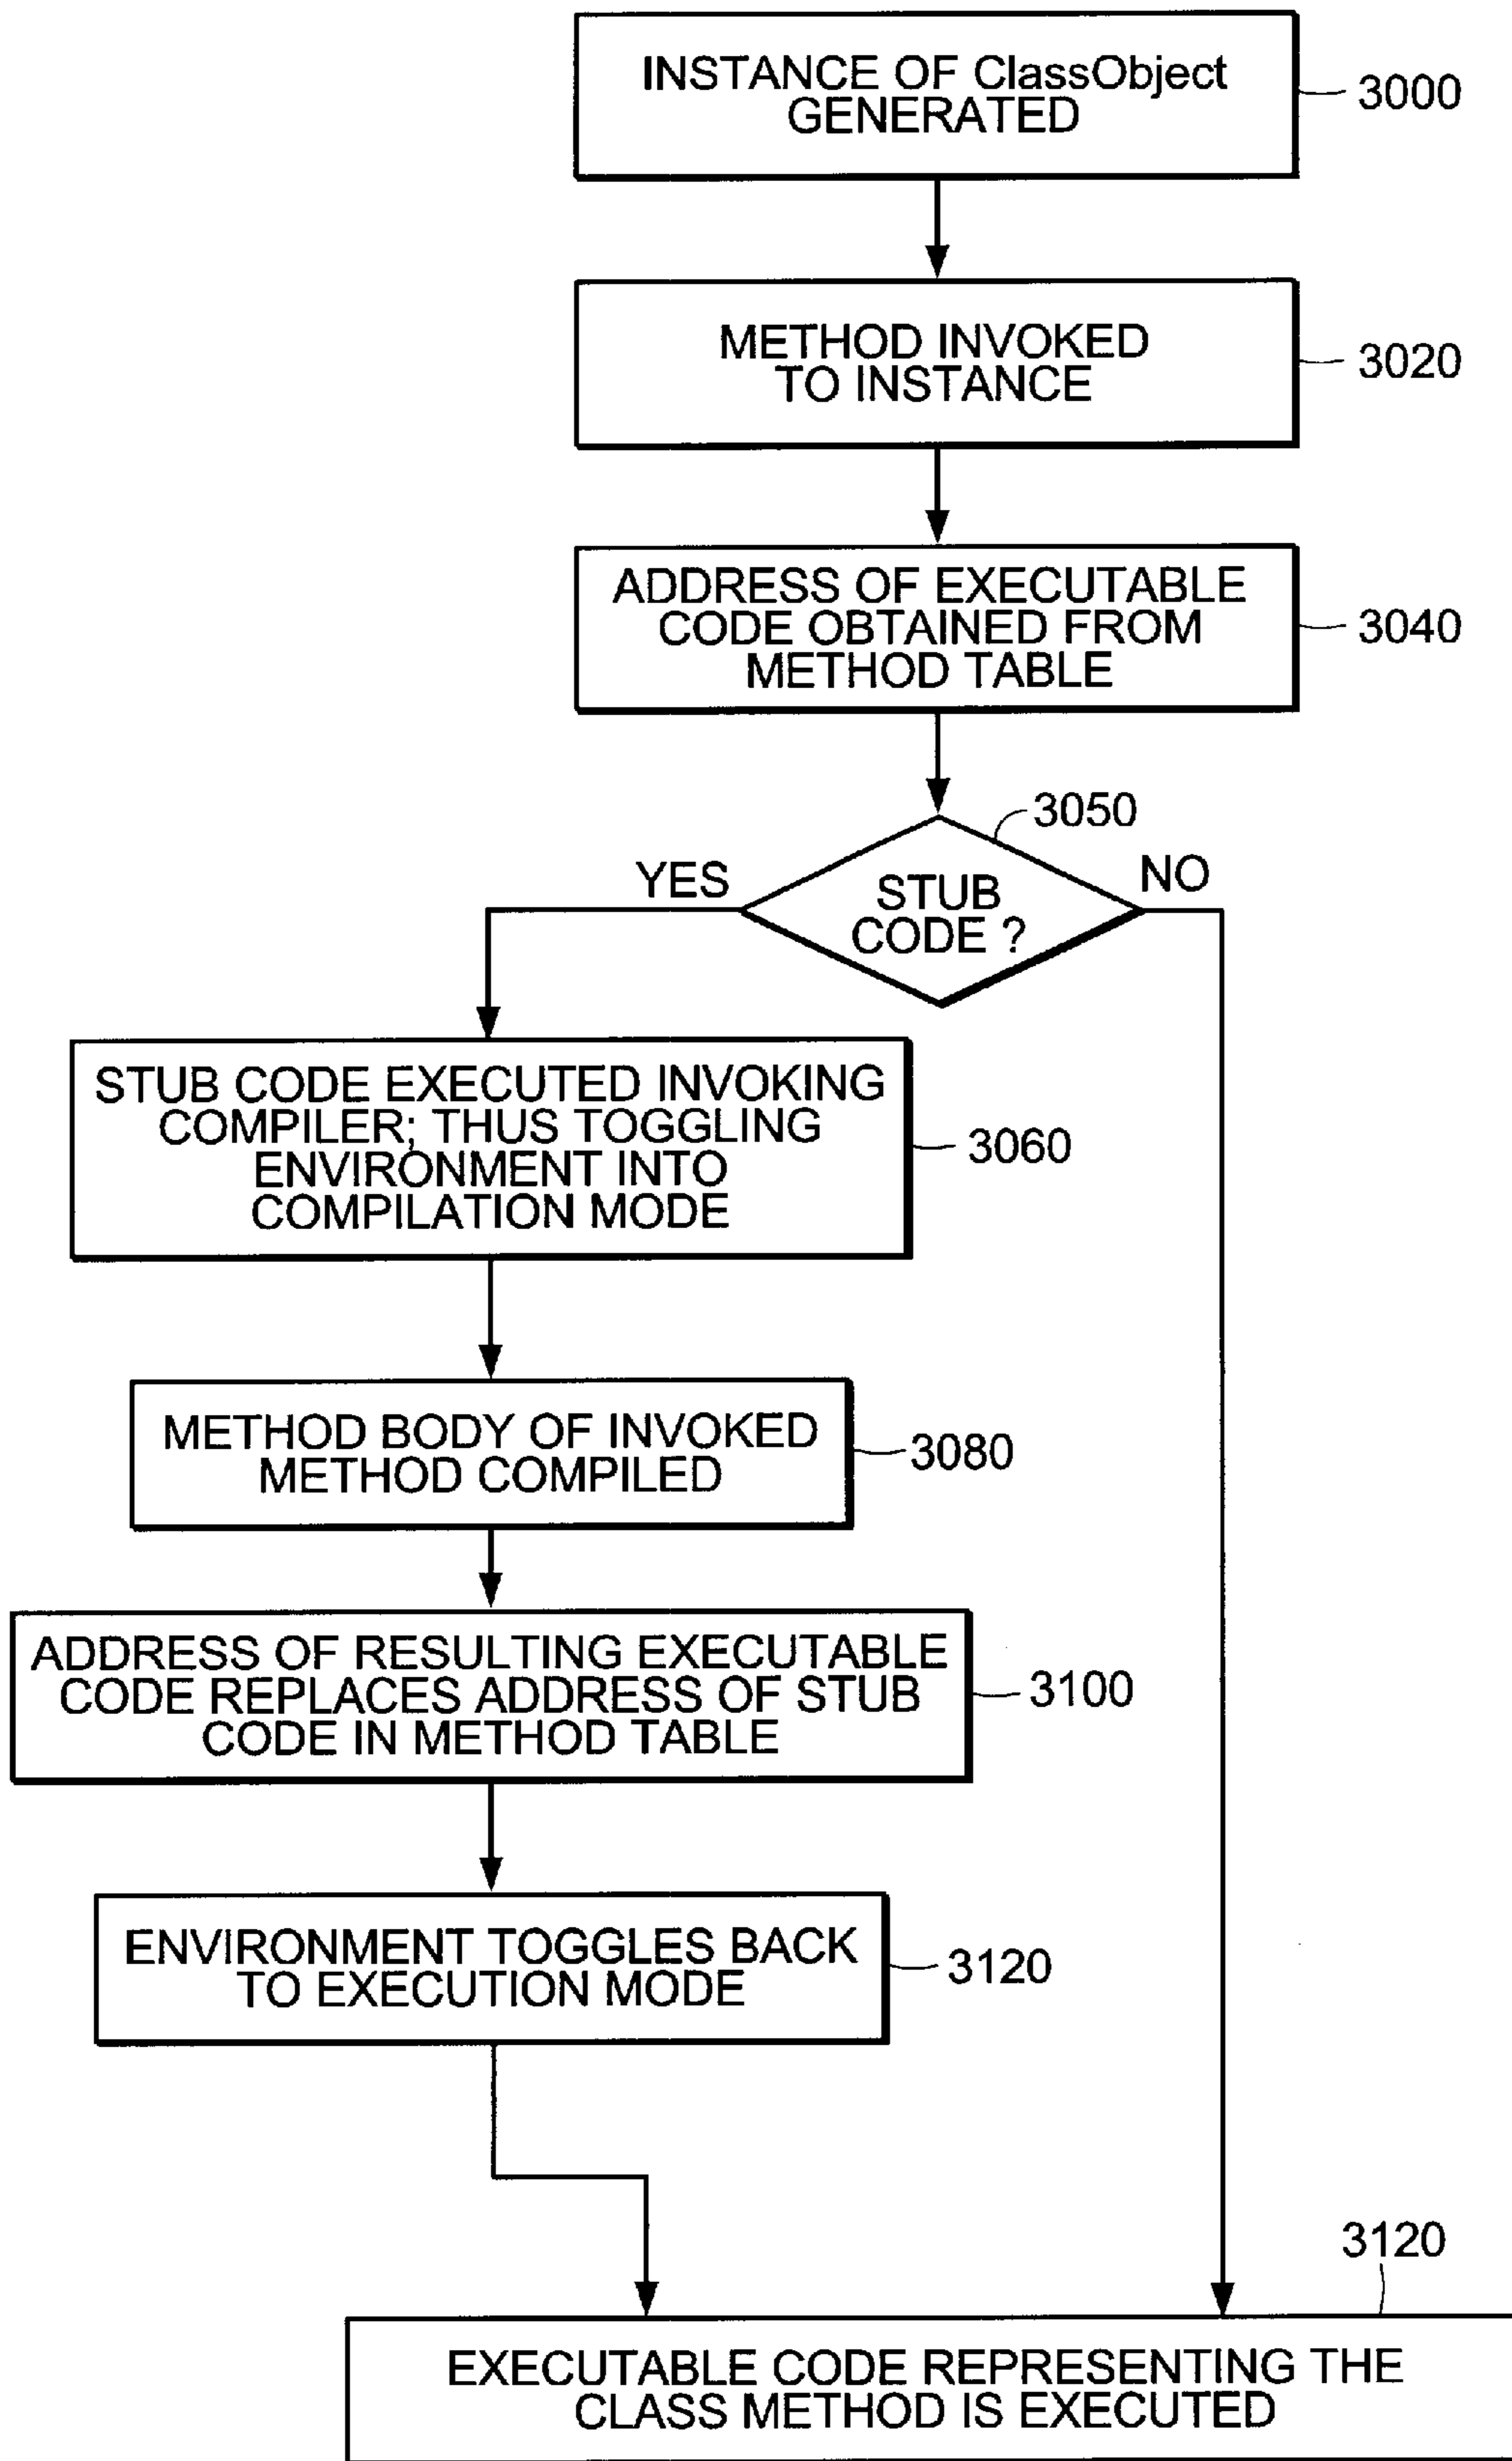 INSTANCE OF ClassObject
GENERATED
3000
METHOD INVOKED
TO INSTANCE
3020
ADDRESS OF EXECUTABLE
CODE OBTAINED FROM
METHOD TABLE
3040
3050
YES
NO
STUB
CODE ?
STUB CODE EXECUTED INVOKING
COMPILER; THUS TOGGLING
ENVIRONMENT INTO
COMPILATION MODE
3060
METHOD BODY OF INVOKED
METHOD COMPILED
3080
ADDRESS OF RESULTING EXECUTABLE
CODE REPLACES ADDRESS OF STUB
CODE IN METHOD TABLE
3100
ENVIRONMENT TOGGLES BACK
TO EXECUTION MODE
3120
3120
EXECUTABLE CODE REPRESENTING THE
CLASS METHOD IS EXECUTED